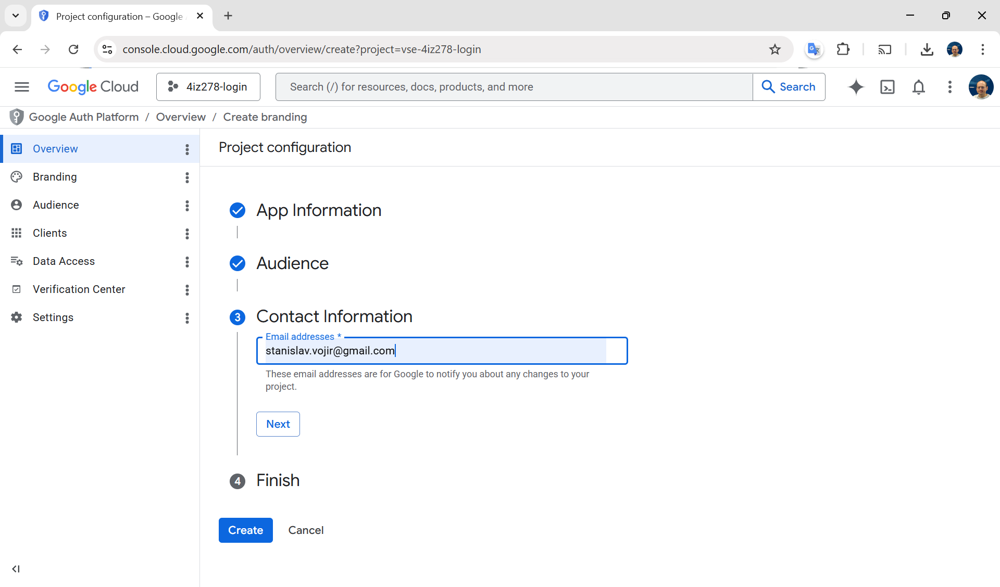 Project configuration – Google
console.cloud.google.com/auth/overview/create?project=vse-4iz278-login
Google Cloud
4iz278-login
Search (/) for resources, docs, products, and more
Search
Google Auth Platform / Overview / Create branding
Overview
Branding
Audience
Clients
Data Access
Verification Center
Settings
Project configuration
App Information
Audience
3 Contact Information
Email addresses *
stanislav.vojir@gmail.com
These email addresses are for Google to notify you about any changes to your
project.
Next
4 Finish
Create
Cancel